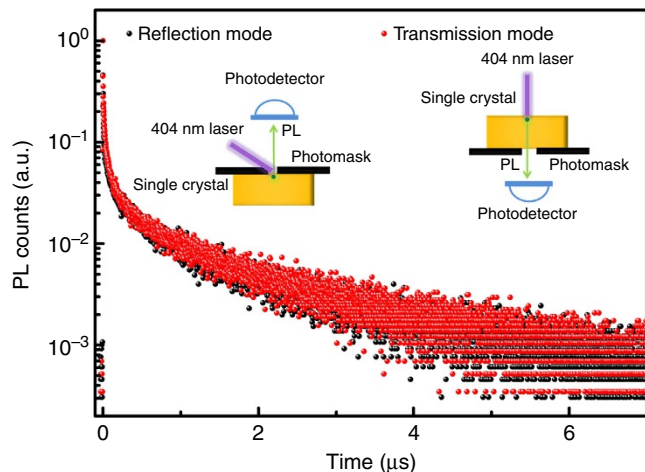 Reflection mode
Transmission mode
Photodetector
404 nm laser
PL
Photomask
Single crystal
404 nm laser
Single crystal
PL
Photomask
Photodetector
PL counts (a.u.)
10⁰
10⁻¹
10⁻²
10⁻³
0
2
4
6
Time (μs)